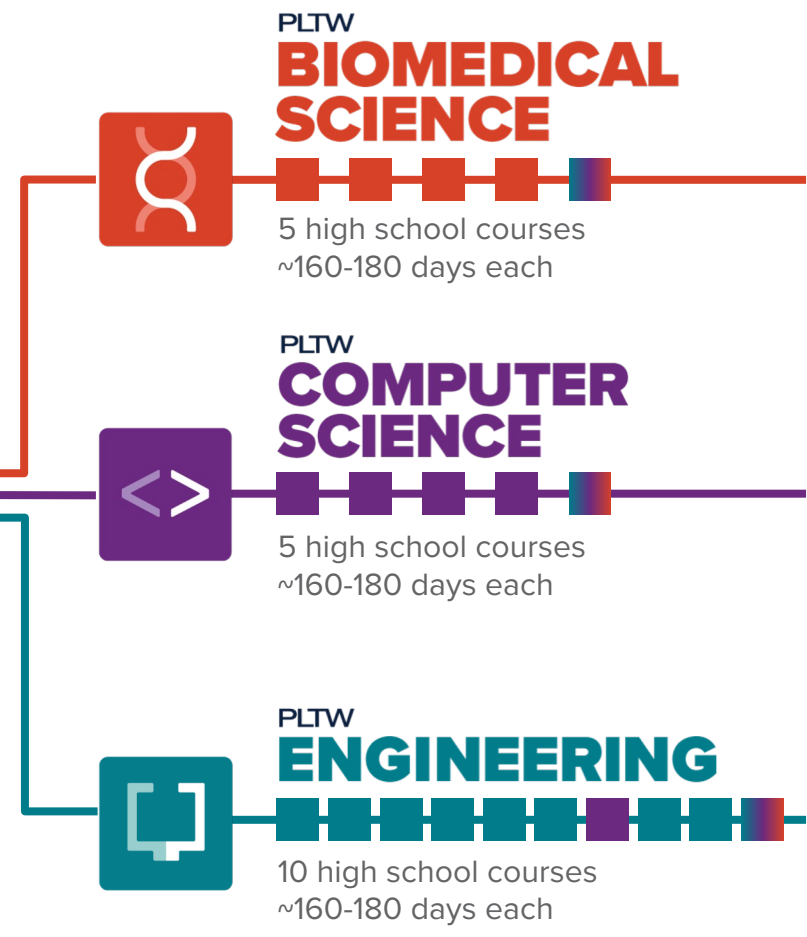 PLTW
BIOMEDICAL
SCIENCE
5 high school courses
~160-180 days each
PLTW
COMPUTER
SCIENCE
<>
5 high school courses
~160-180 days each
PLTW
ENGINEERING
10 high school courses
~160-180 days each